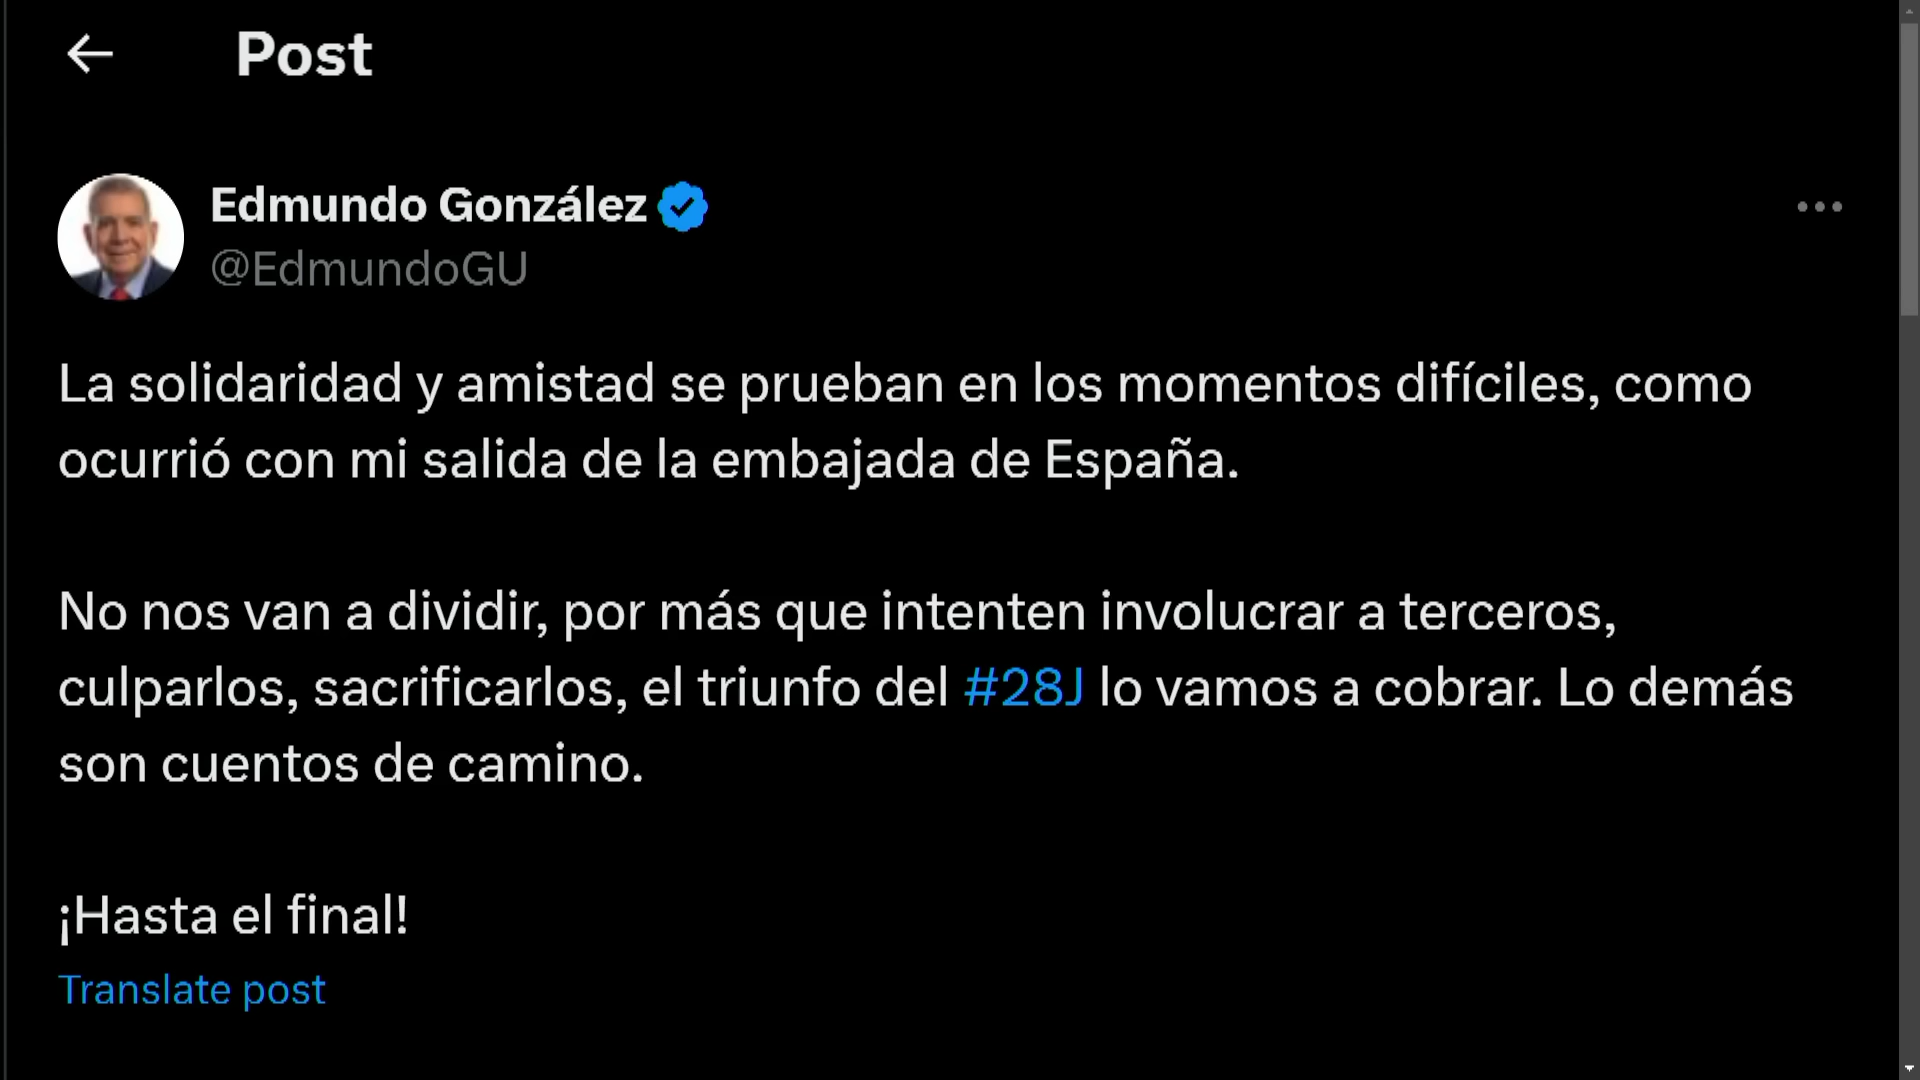 Post
Edmundo González
@EdmundoGU
La solidaridad y amistad se prueban en los momentos difíciles, como
ocurrió con mi salida de la embajada de España.
No nos van a dividir, por más que intenten involucrar a terceros,
culparlos, sacrificarlos, el triunfo del #28J lo vamos a cobrar. Lo demás
son cuentos de camino.
¡Hasta el final!
Translate post